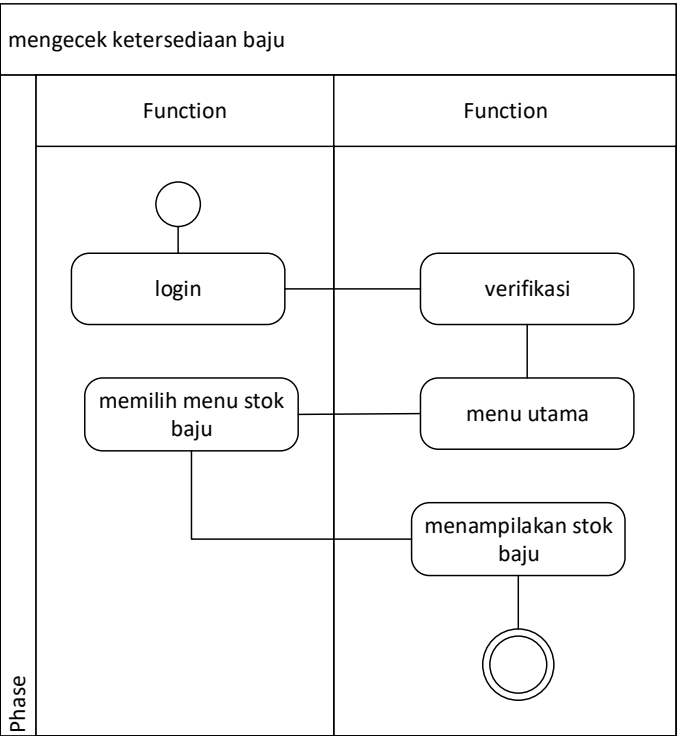 mengecek ketersediaan baju
Function
Function
login
verifikasi
memilih menu stok
baju
menu utama
menampilakan stok
baju
Phase